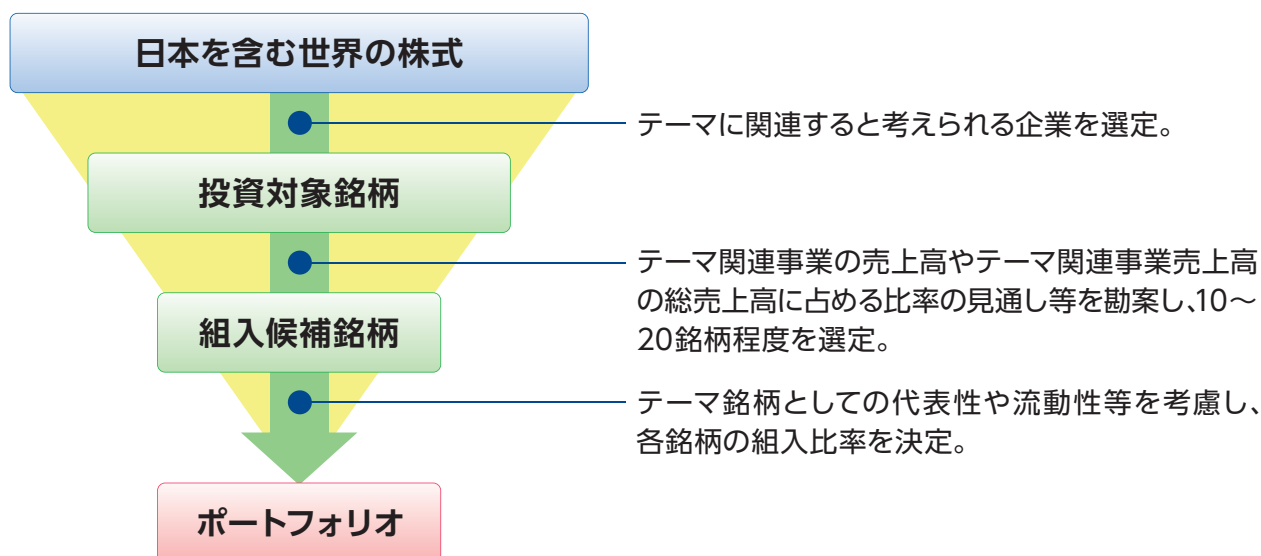 日本を含む世界の株式
テーマに関連すると考えられる企業を選定。
投資対象銘柄
テーマ関連事業の売上高やテーマ関連事業売上高
の総売上高に占める比率の見通し等を勘案し、10～
20銘柄程度を選定。
組入候補銘柄
テーマ銘柄としての代表性や流動性等を考慮し、
各銘柄の組入比率を決定。
ポートフォリオ